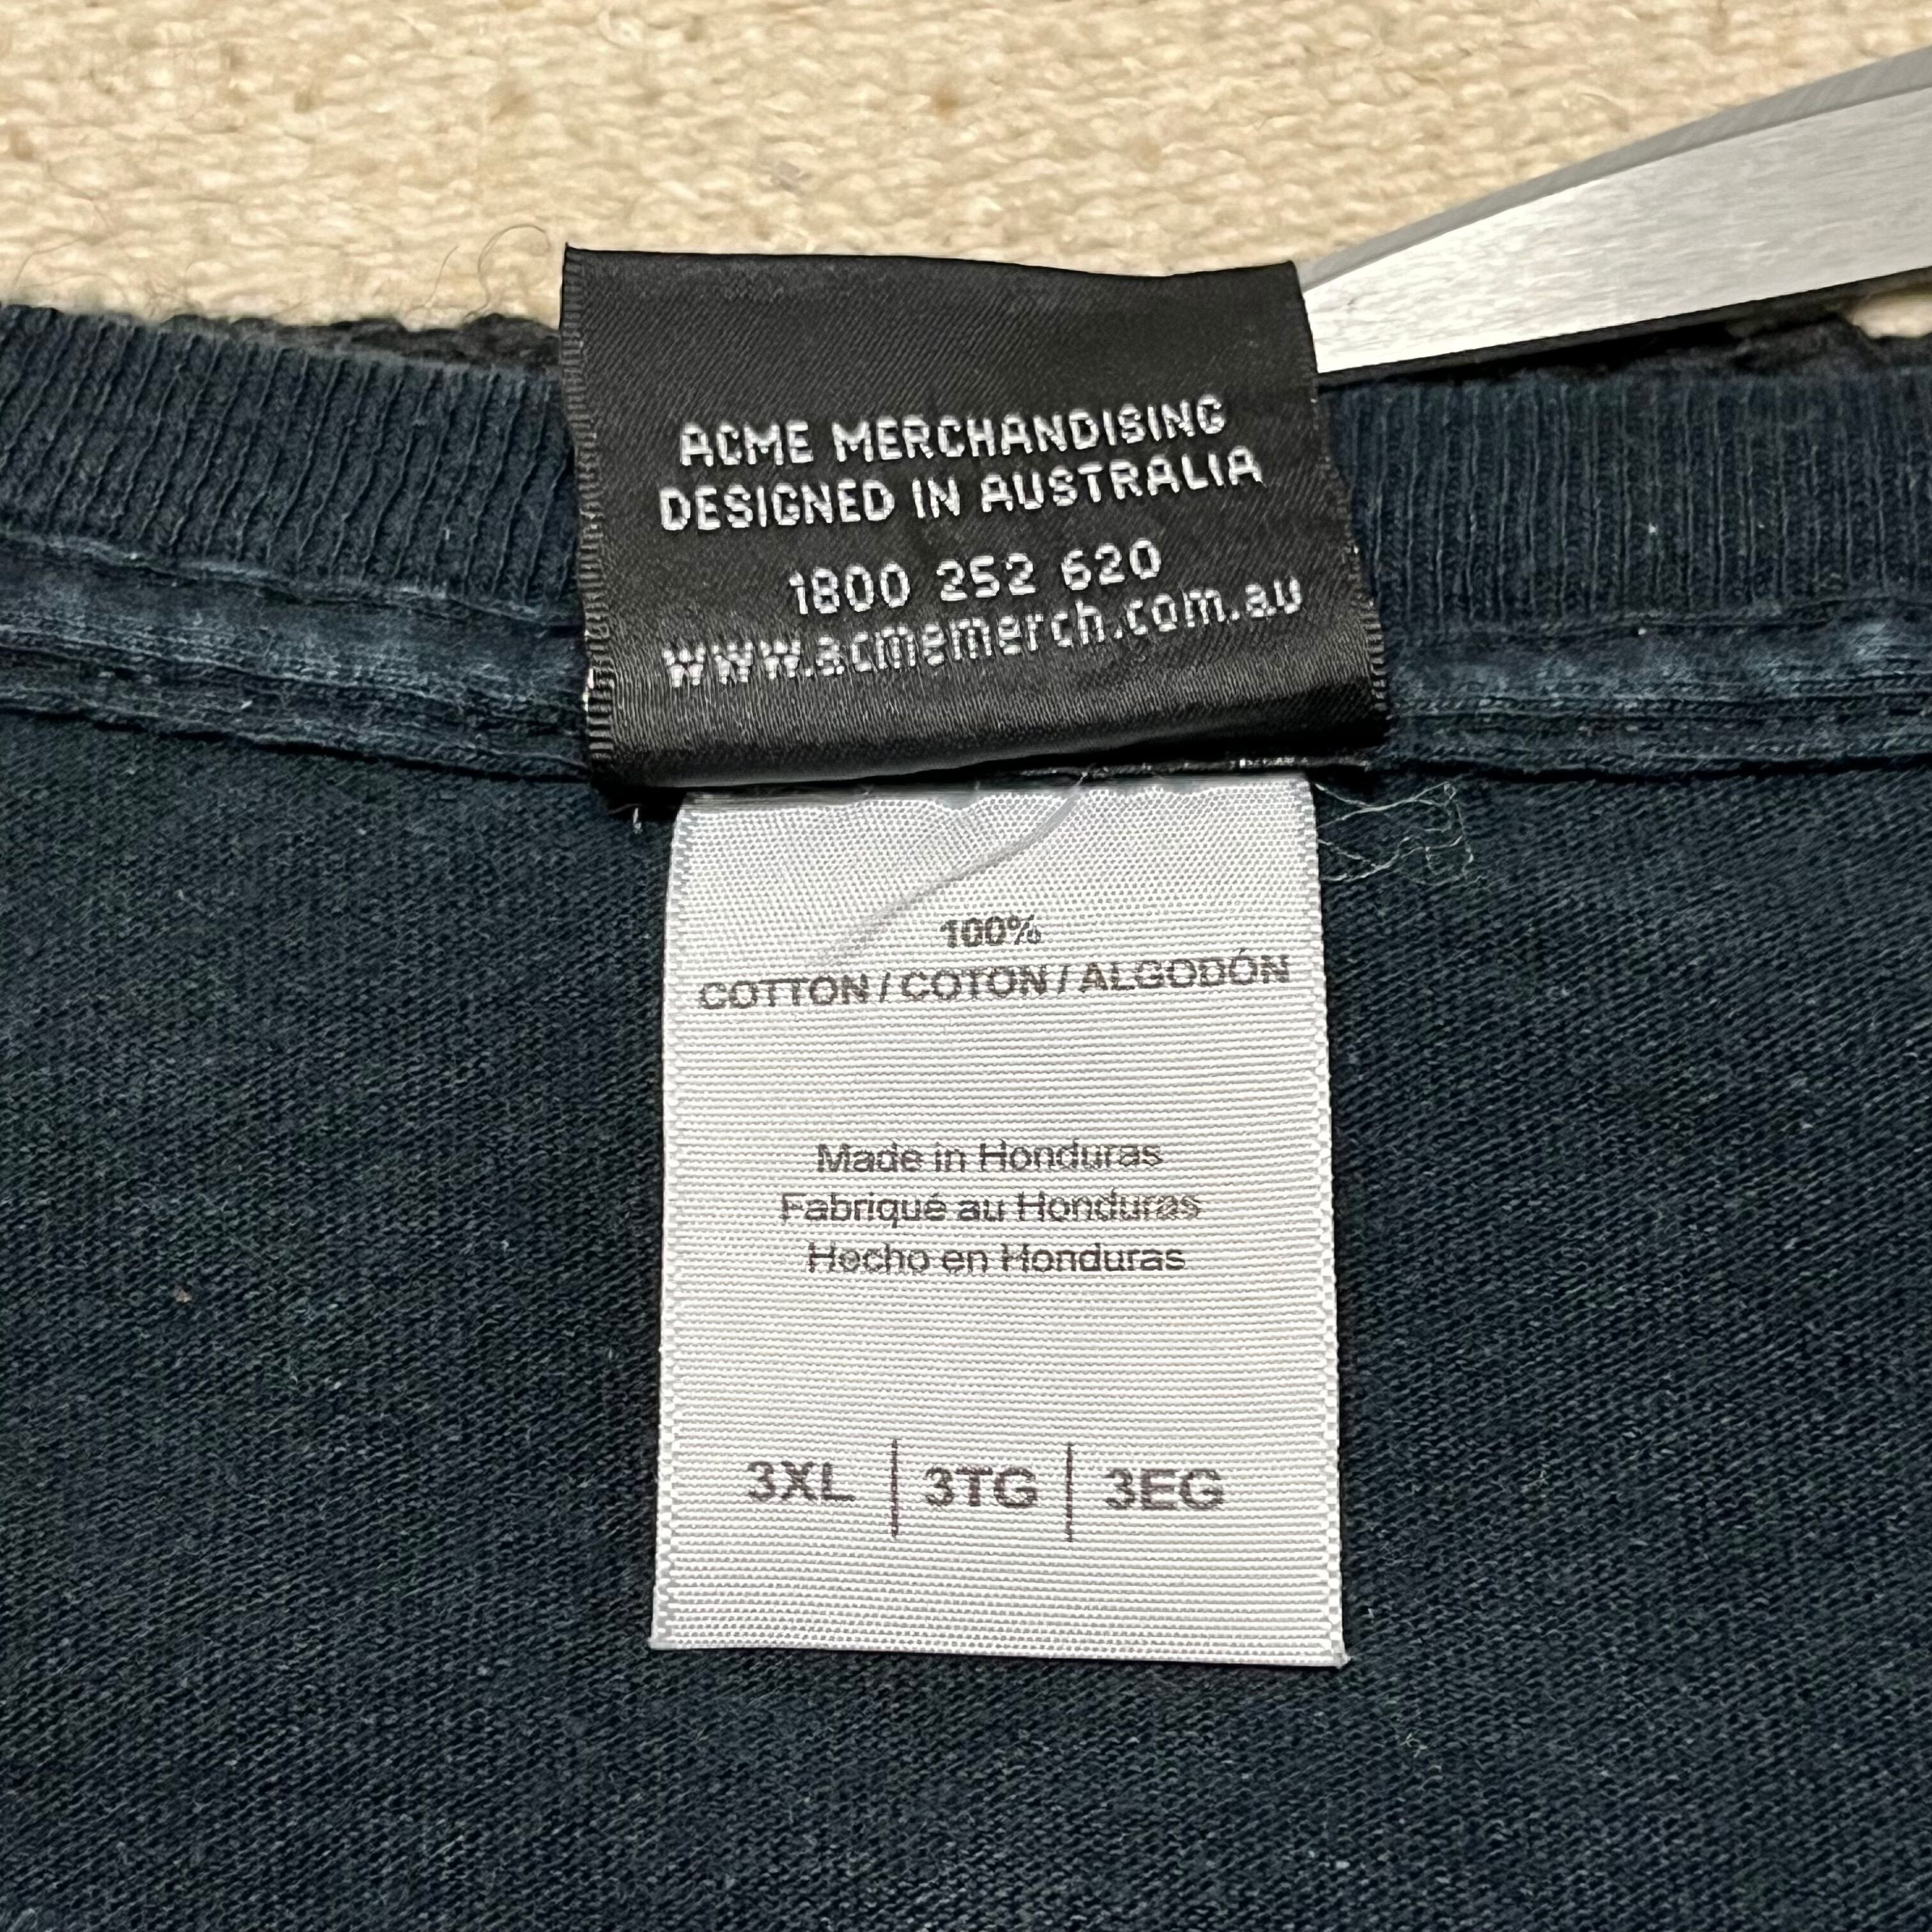 ACME MERCHANDISING
DESIGNED IN AUSTRALIA
1800 252 620
www.acmemerch.com.au
100%
COTTON / COTON / ALGODÓN
Made in Honduras
Fabriqué au Honduras
Hecho en Honduras
3XL | 3TG | 3EG